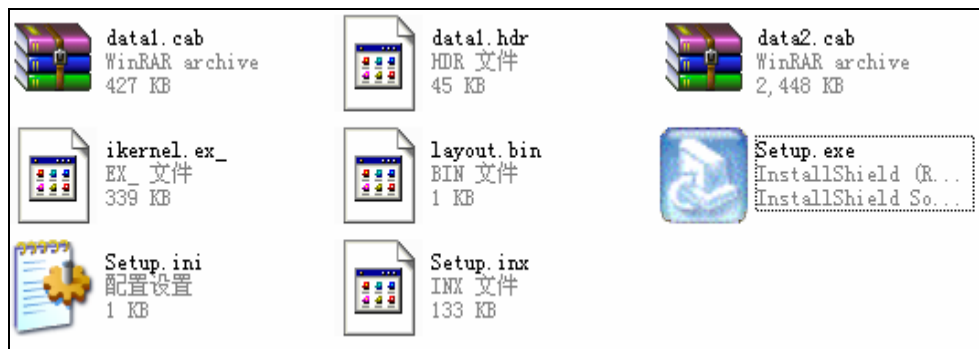 data1.cab
WinRAR archive
427 KB
data1.hdr
HDR 文件
45 KB
data2.cab
WinRAR archive
2,448 KB
ikernel.ex_
EX_ 文件
339 KB
layout.bin
BIN 文件
1 KB
Setup.exe
InstallShield (R...
InstallShield So...
Setup.ini
配置设置
1 KB
Setup.inx
INX 文件
133 KB